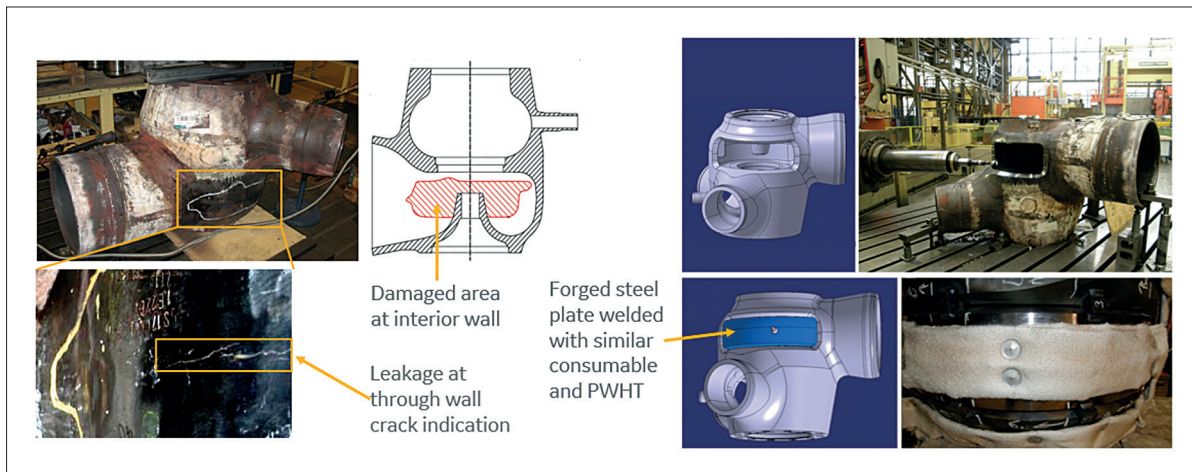 Damaged area
at interior wall
Leakage at
through wall
crack indication
Forged steel
plate welded
with similar
consumable
and PWHT